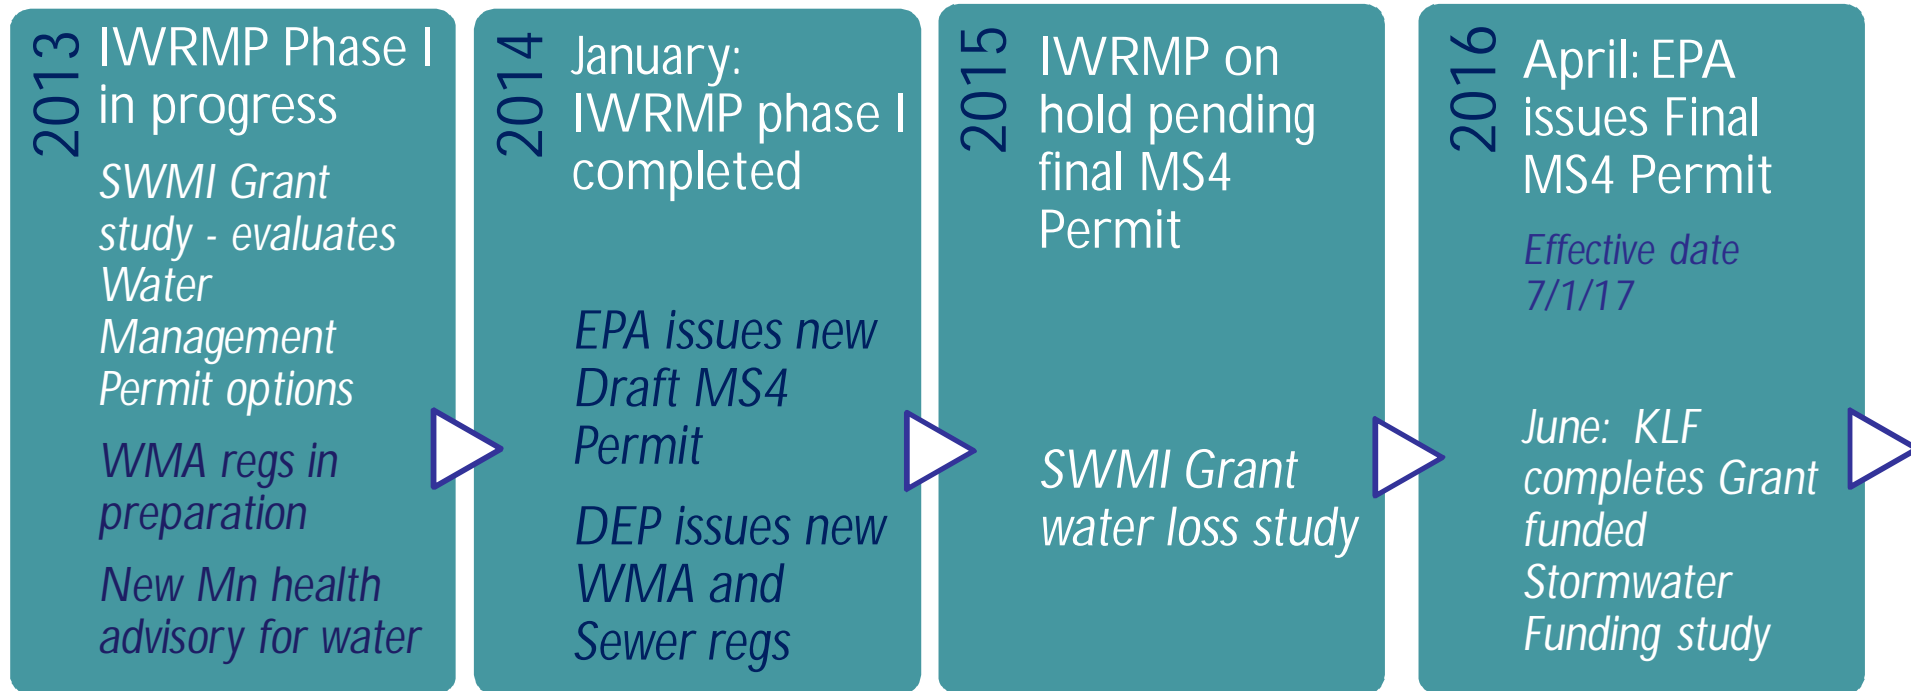 2013
IWRMP Phase I
in progress
SWMI Grant
study - evaluates
Water
Management
Permit options
WMA regs in
preparation
New Mn health
advisory for water
2014
January:
IWRMP phase I
completed
EPA issues new
Draft MS4
Permit
DEP issues new
WMA and
Sewer regs
2015
IWRMP on
hold pending
final MS4
Permit
SWMI Grant
water loss study
2016
April: EPA
issues Final
MS4 Permit
Effective date
7/1/17
June: KLF
completes Grant
funded
Stormwater
Funding study